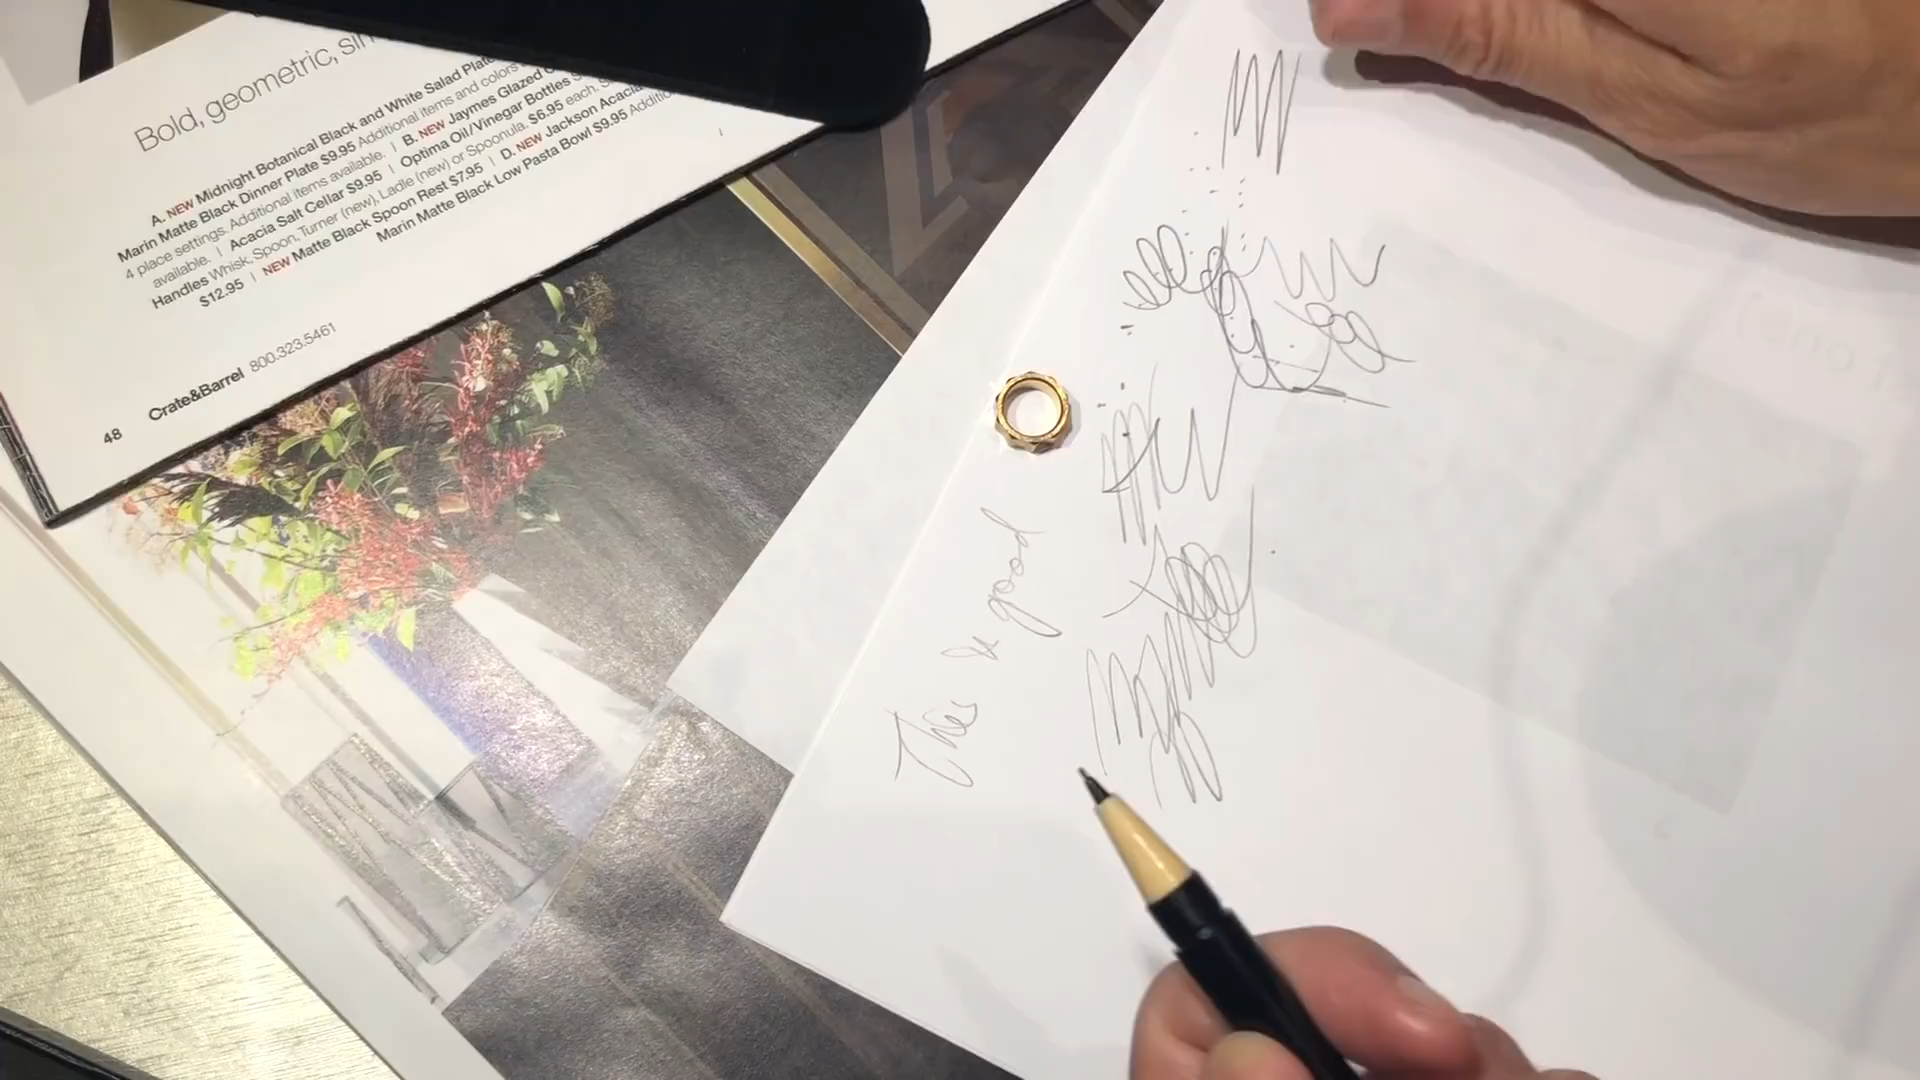 Bold, geometric, sin
A. NEW Midnight Botanical Black and White Salad Plate
Marin Matte Black Dinner Plate $9.95 Additional items and colors
4 place settings. Additional items available. | B. NEW Jaymes Glazed
available. | Acacia Salt Cellar $9.95 | Optima Oil/Vinegar Bottles
Handles Whisk, Spoon, Turner (new), Ladle (new) or Spoonula. $6.95 each.
$12.95 | NEW Matte Black Spoon Rest $7.95 | D. NEW Jackson Acacia
Marin Matte Black Low Pasta Bowl $9.95 Additio
48 Crate&Barrel 800.323.5461
This is good